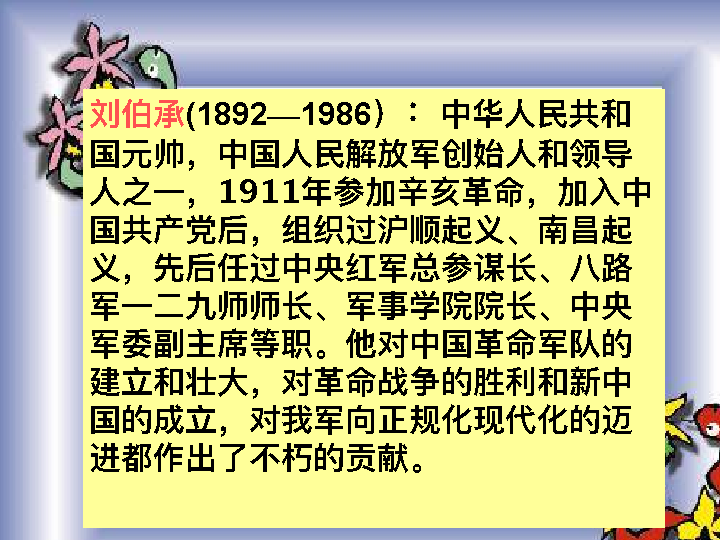 刘伯承(1892—1986）：中华人民共和
国元帅，中国人民解放军创始人和领导
人之一，1911年参加辛亥革命，加入中
国共产党后，组织过沪顺起义、南昌起
义，先后任过中央红军总参谋长、八路
军一二九师师长、军事学院院长、中央
军委副主席等职。他对中国革命军队的
建立和壮大，对革命战争的胜利和新中
国的成立，对我军向正规化现代化的迈
进都作出了不朽的贡献。